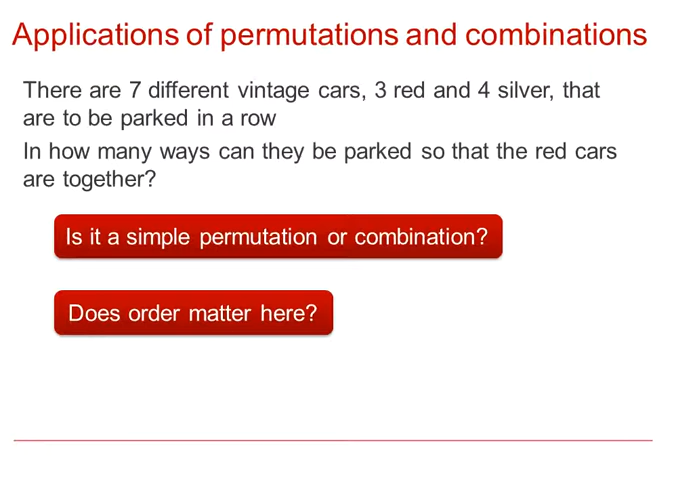 Applications of permutations and combinations
There are 7 different vintage cars, 3 red and 4 silver, that
are to be parked in a row
In how many ways can they be parked so that the red cars
are together?
Is it a simple permutation or combination?
Does order matter here?